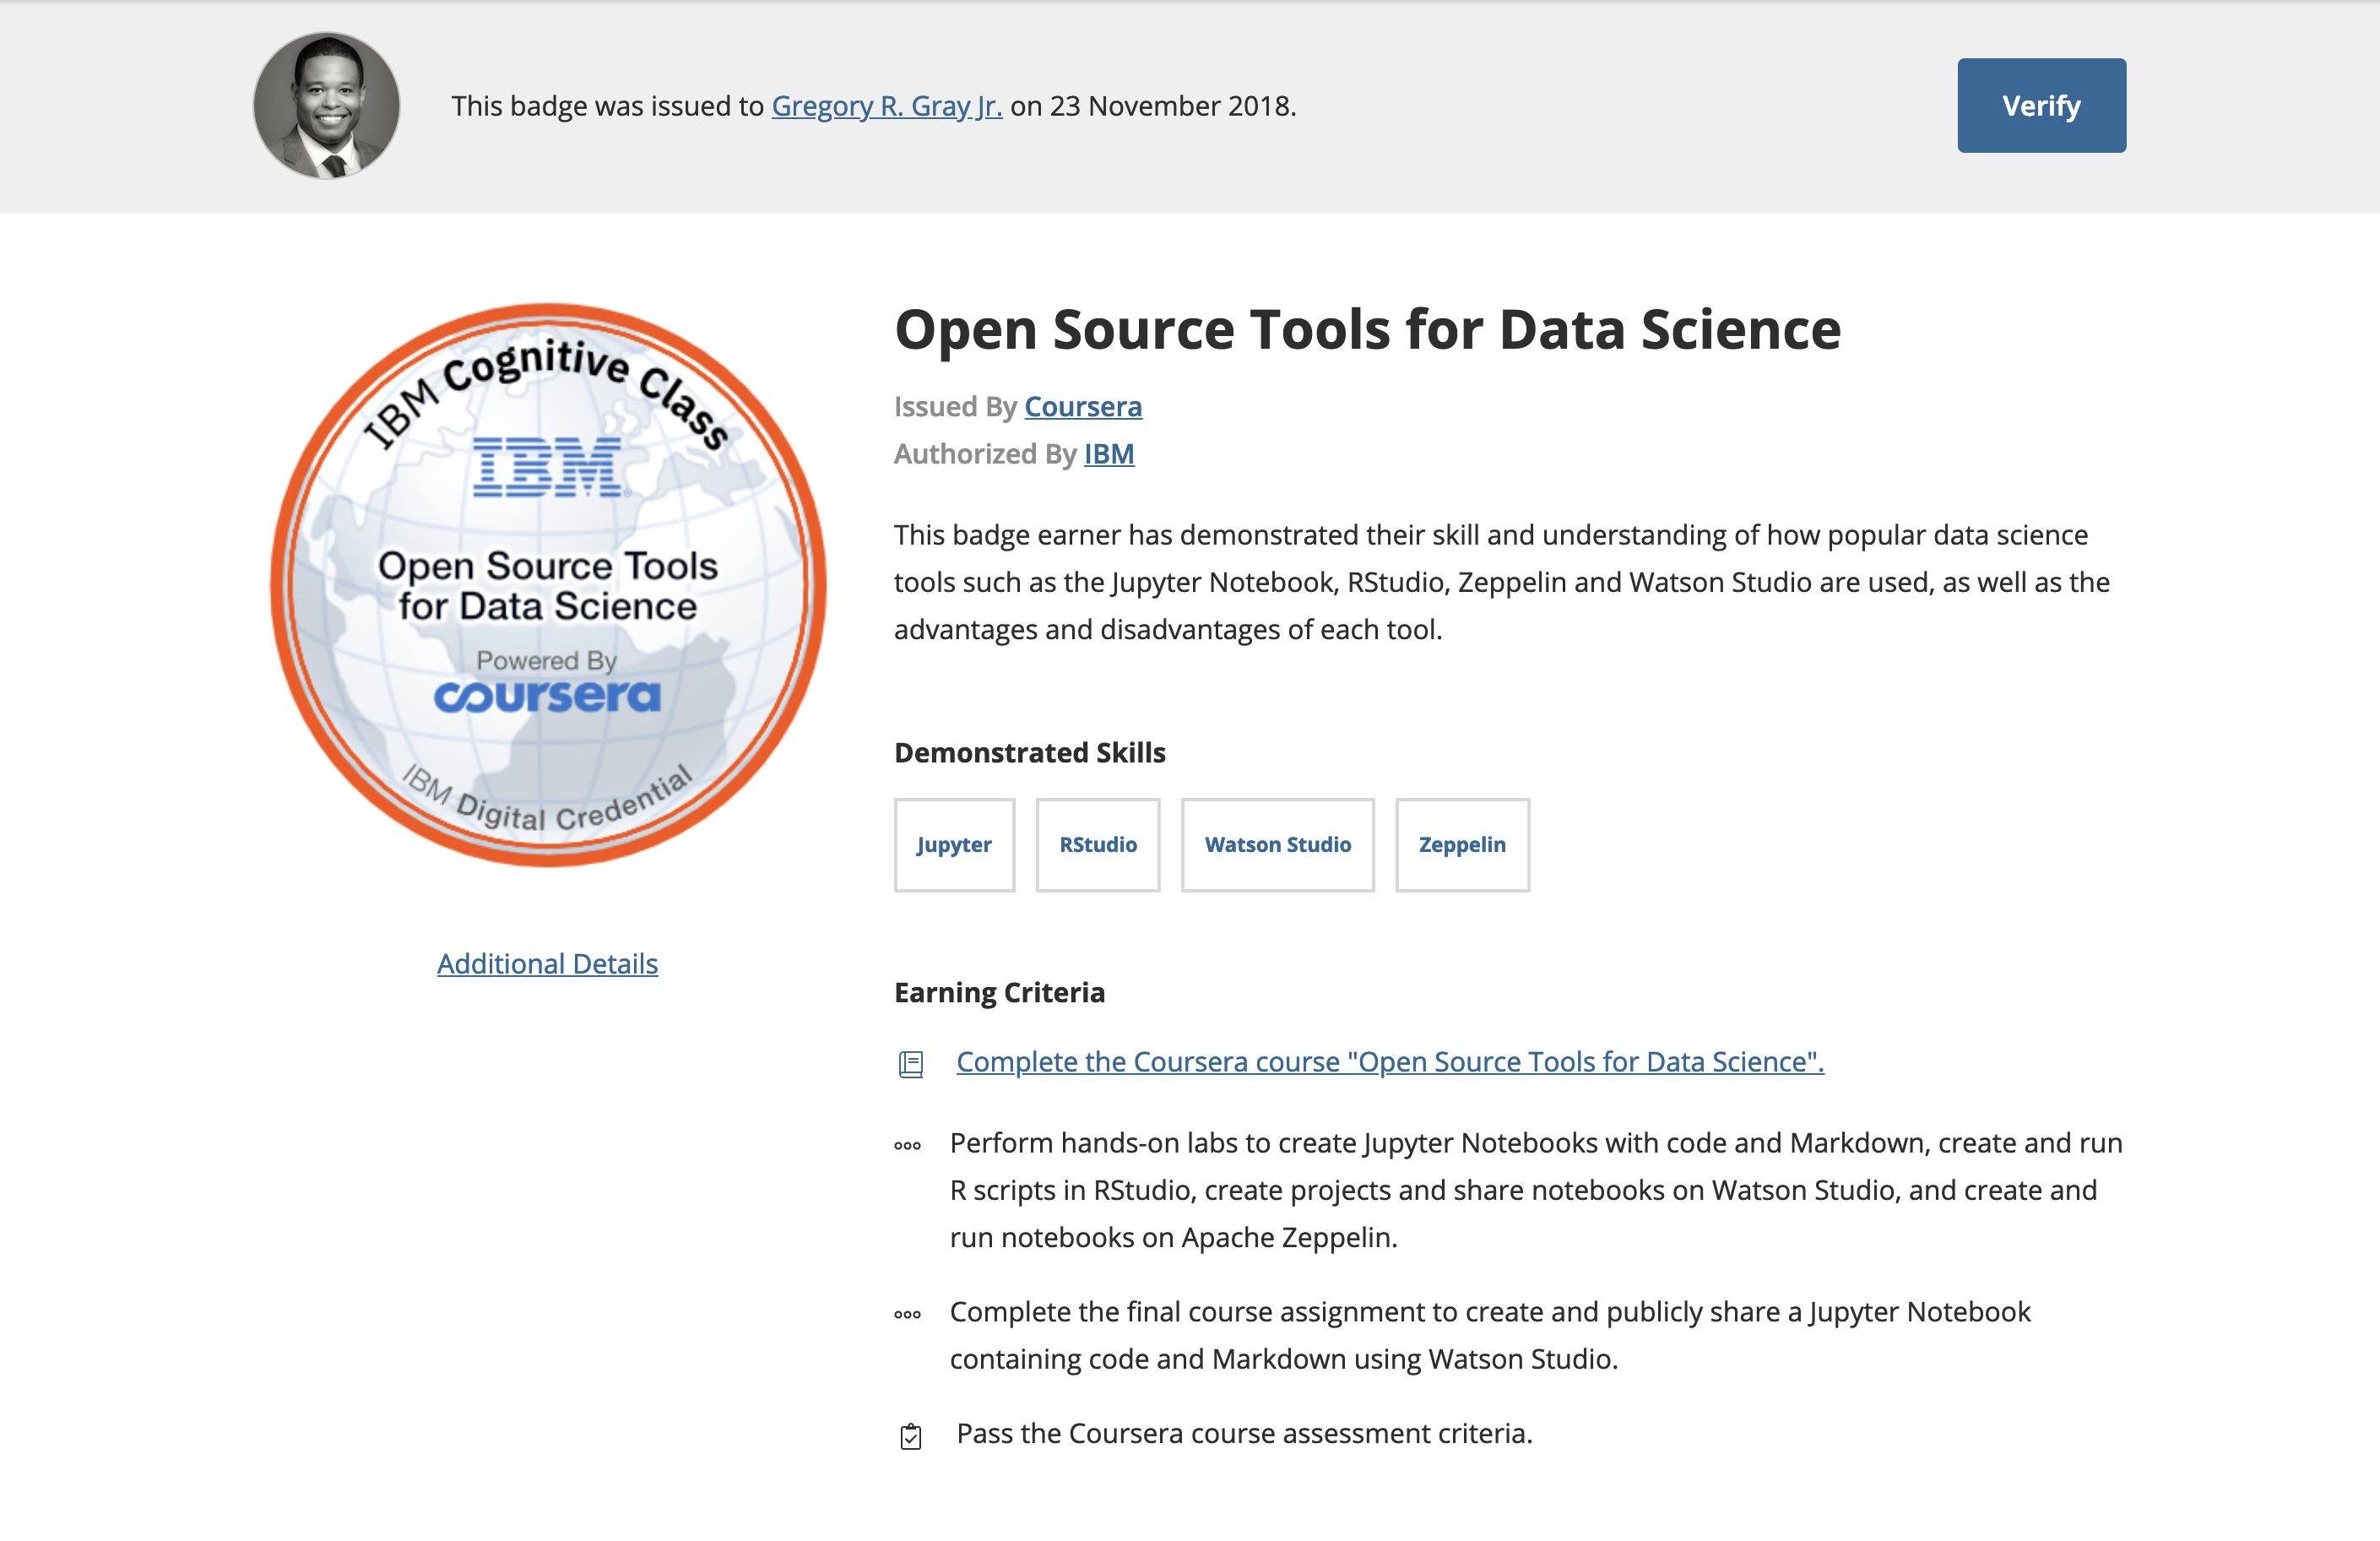 This badge was issued to Gregory R. Gray Jr. on 23 November 2018.
Verify
IBM Cognitive Class
IBM®
Open Source Tools
for Data Science
Powered By
coursera
IBM Digital Credential
Additional Details
Open Source Tools for Data Science
Issued By Coursera
Authorized By IBM
This badge earner has demonstrated their skill and understanding of how popular data science
tools such as the Jupyter Notebook, RStudio, Zeppelin and Watson Studio are used, as well as the
advantages and disadvantages of each tool.
Demonstrated Skills
Jupyter
RStudio
Watson Studio
Zeppelin
Earning Criteria
Complete the Coursera course "Open Source Tools for Data Science".
Perform hands-on labs to create Jupyter Notebooks with code and Markdown, create and run
R scripts in RStudio, create projects and share notebooks on Watson Studio, and create and
run notebooks on Apache Zeppelin.
Complete the final course assignment to create and publicly share a Jupyter Notebook
containing code and Markdown using Watson Studio.
Pass the Coursera course assessment criteria.